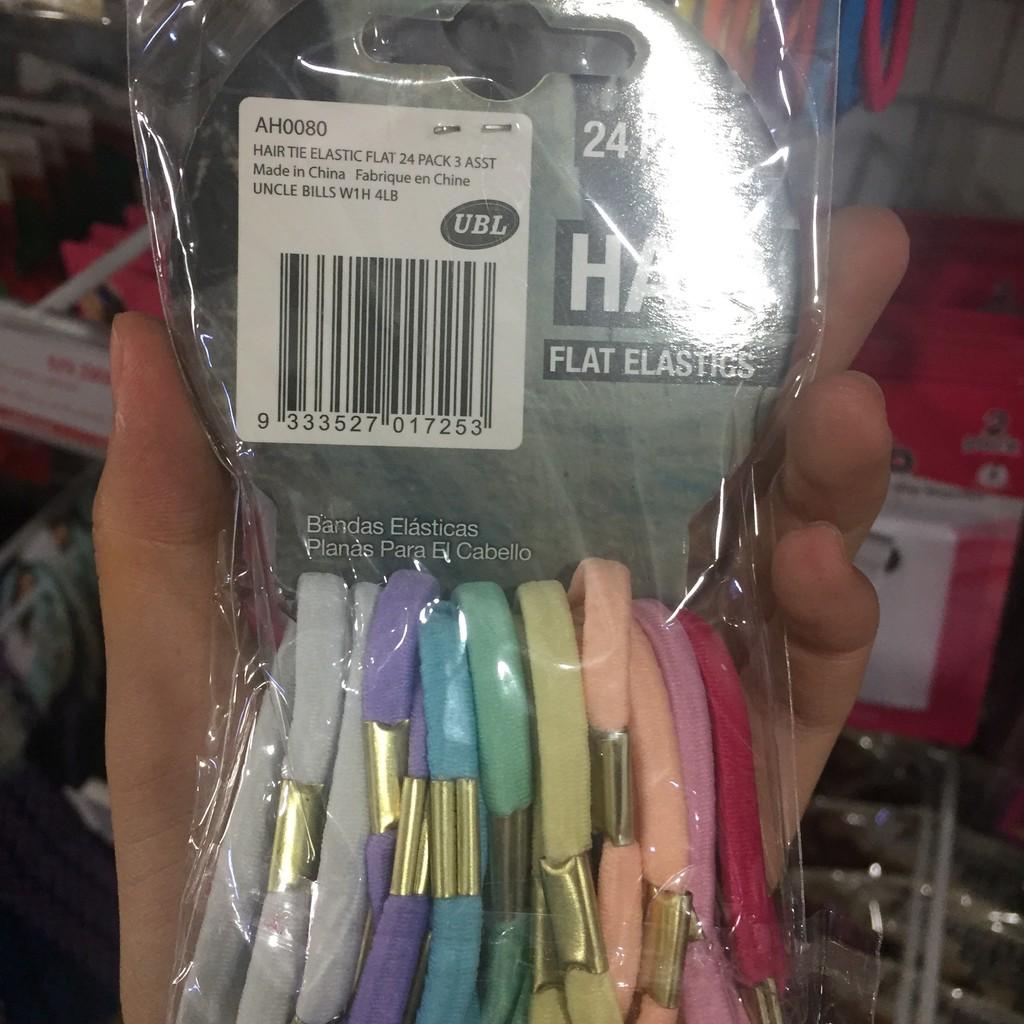 AH0080
HAIR TIE ELASTIC FLAT 24 PACK 3 ASST
Made in China Fabrique en Chine
UNCLE BILLS W1H 4LB
UBL
9 333527 017253
24
FLAT ELASTICS
Bandas Elásticas
Planas Para El Cabello